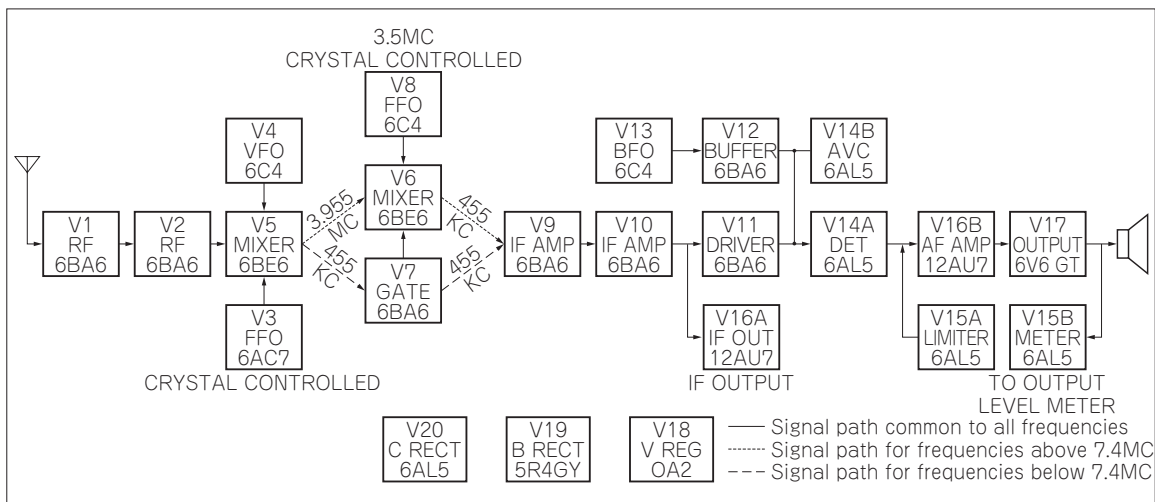 3.5MC
CRYSTAL CONTROLLED
V8
FFO
6C4
V4
VFO
6C4
V13
BFO
6C4
V12
BUFFER
6BA6
V14B
AVC
6AL5
V1
RF
6BA6
V2
RF
6BA6
V5
MIXER
6BE6
3.955
MC
455
KC
V6
MIXER
6BE6
V7
GATE
6BA6
455
KC
455
KC
V9
IF AMP
6BA6
V10
IF AMP
6BA6
V11
DRIVER
6BA6
V14A
DET
6AL5
V16B
AF AMP
12AU7
V17
OUTPUT
6V6 GT
V3
FFO
6AC7
CRYSTAL CONTROLLED
V16A
IF OUT
12AU7
IF OUTPUT
V15A
LIMITER
6AL5
V15B
METER
6AL5
TO OUTPUT
LEVEL METER
V20
C RECT
6AL5
V19
B RECT
5R4GY
V18
V REG
OA2
Signal path common to all frequencies
Signal path for frequencies above 7.4MC
Signal path for frequencies below 7.4MC